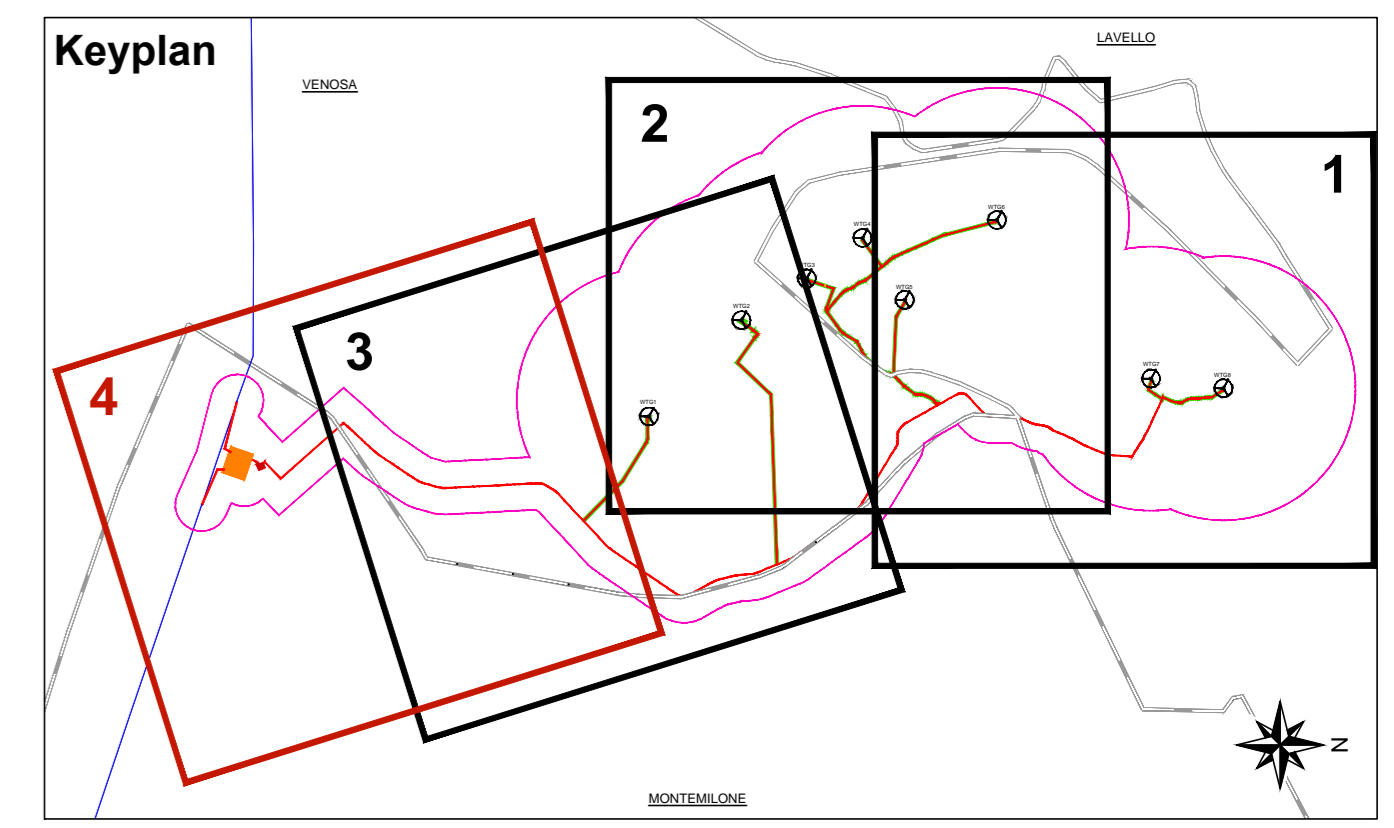 Keyplan
LAVELLO
VENOSA
2
1
WTG6
WTG4
WTG3
WTG5
WTG2
3
4
WTG7
WTG8
WTG1
N
MONTEMILONE